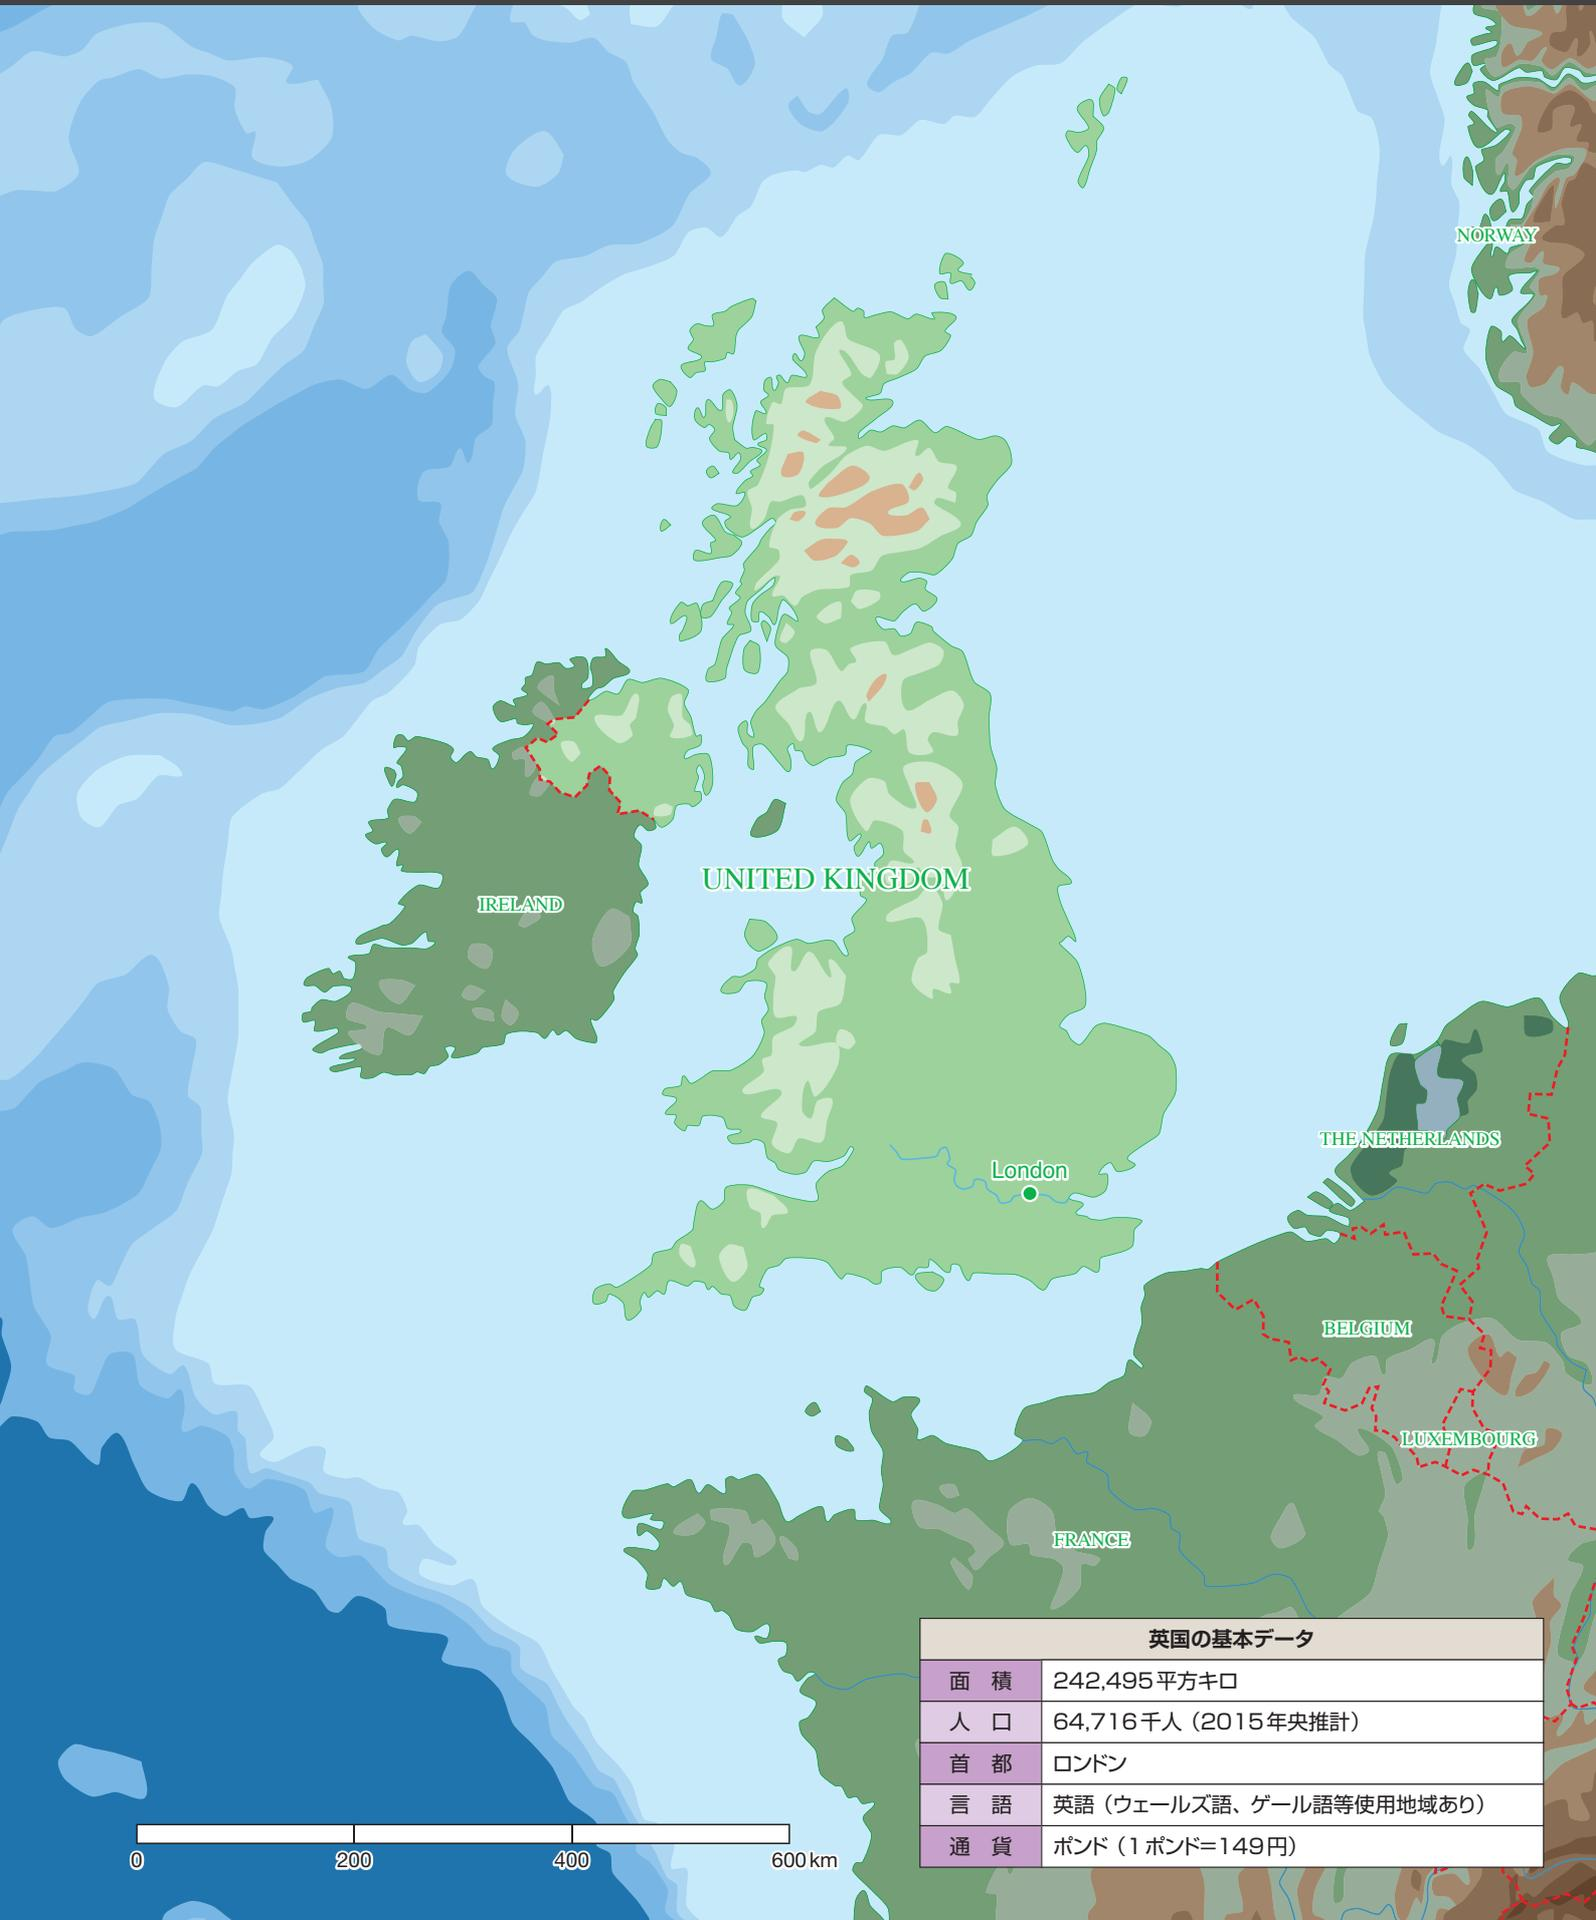 NORWAY
UNITED KINGDOM
IRELAND
THE NETHERLANDS
London
BELGIUM
LUXEMBOURG
FRANCE
英国の基本データ
面　積 242,495平方キロ
人　口 64,716千人（2015年央推計）
首　都 ロンドン
言　語 英語（ウェールズ語、ゲール語等使用地域あり）
通　貨 ポンド（1ポンド＝149円）
0 200 400 600km